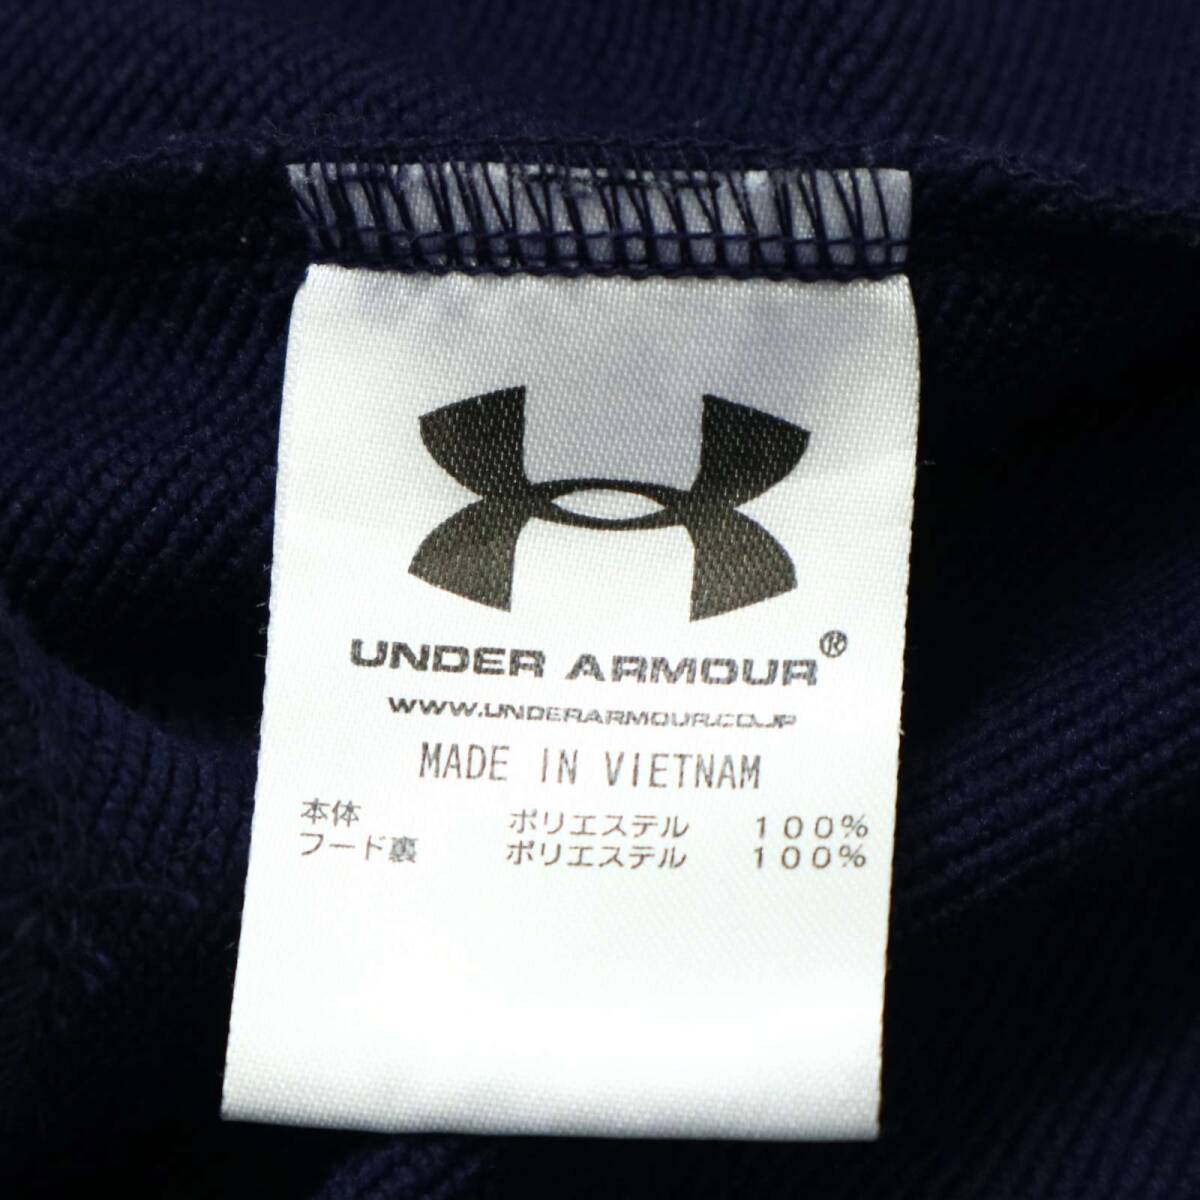 UNDER ARMOUR®
WWW.UNDERARMOUR.CO.JP
MADE IN VIETNAM
本体 ポリエステル 100%
フード裏 ポリエステル 100%